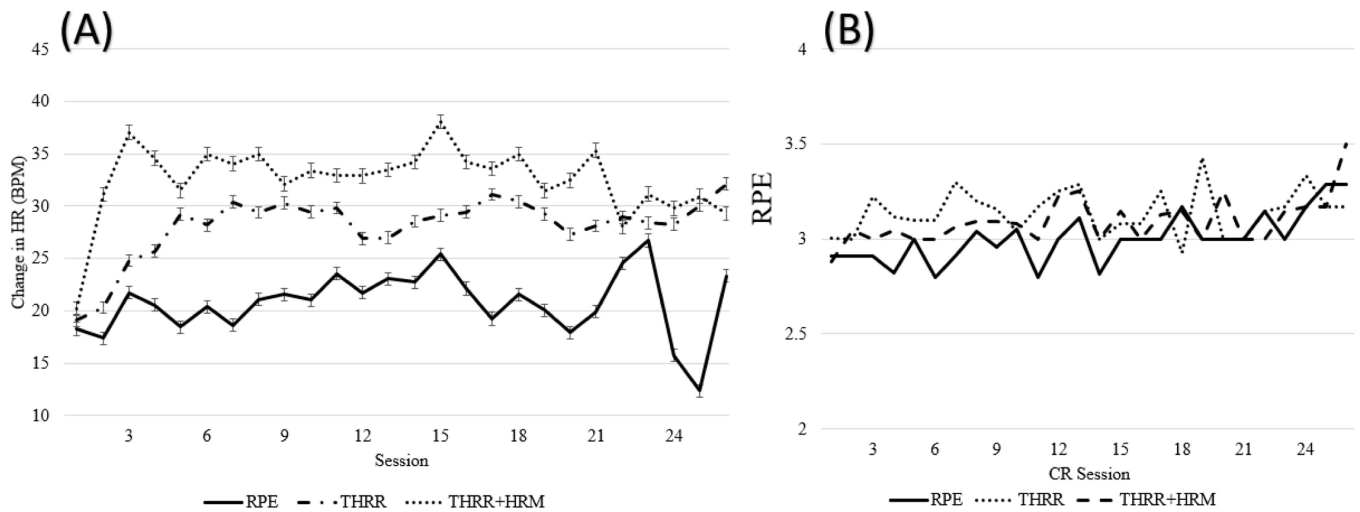 (A)
45
40
35
30
25
20
15
10
Change in HR (BPM)
3 6 9 12 15 18 21 24
Session
RPE THRR THRR+HRM
(B)
4
3.5
3
2.5
2
RPE
3 6 9 12 15 18 21 24
CR Session
RPE THRR THRR+HRM